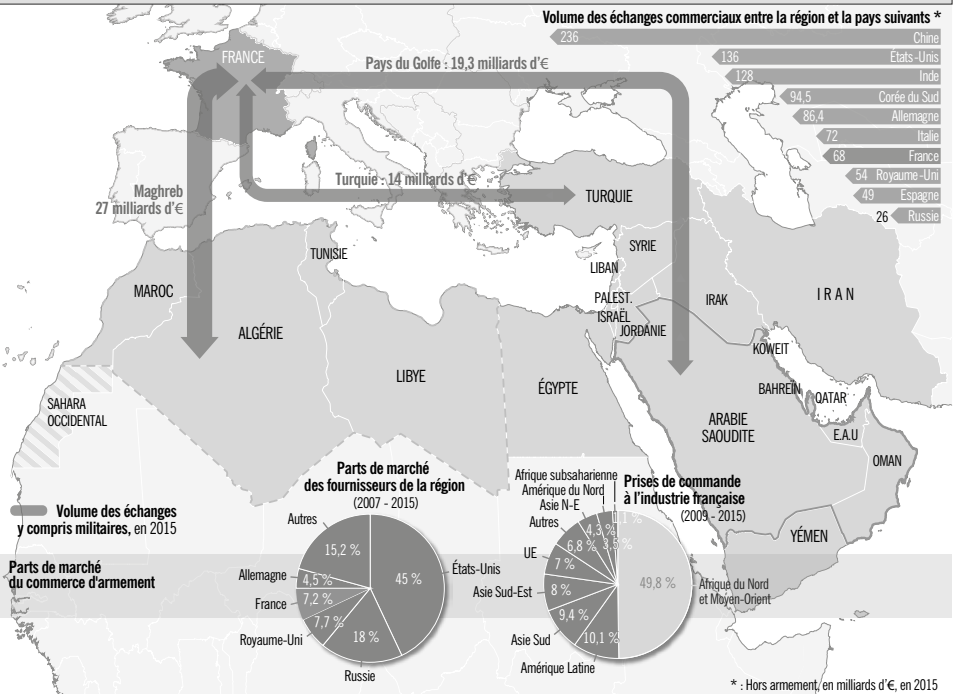 Volume des échanges commerciaux entre la région et la pays suivants *
236 Chine
136 États-Unis
128 Inde
94,5 Corée du Sud
86,4 Allemagne
72 Italie
68 France
54 Royaume-Uni
49 Espagne
26 Russie
FRANCE
Pays du Golfe : 19,3 milliards d'€
Maghreb
27 milliards d'€
Turquie : 14 milliards d'€
TURQUIE
TUNISIE
SYRIE
LIBAN
MAROC
PALEST.
IRAK
IRAN
ISRAËL
JORDANIE
ALGÉRIE
KOWEIT
LIBYE
ÉGYPTE
BAHREÏN
QATAR
SAHARA
OCCIDENTAL
ARABIE
SAOUDITE
E.A.U
OMAN
YÉMEN
Volume des échanges
y compris militaires, en 2015
Parts de marché
du commerce d'armement
Parts de marché
des fournisseurs de la région
(2007 - 2015)
Autres
15,2 %
Allemagne
4,5 %
France
7,2 %
Royaume-Uni
7,7 %
Russie
18 %
États-Unis
45 %
Prises de commande
à l'industrie française
(2009 - 2015)
Afrique subsaharienne
1,1 %
Amérique du Nord
3,5 %
Asie N-E
4,3 %
Autres
6,8 %
UE
7 %
Asie Sud-Est
8 %
Asie Sud
9,4 %
Amérique Latine
10,1 %
49,8 %
Afrique du Nord
et Moyen-Orient
* : Hors armement, en milliards d'€, en 2015